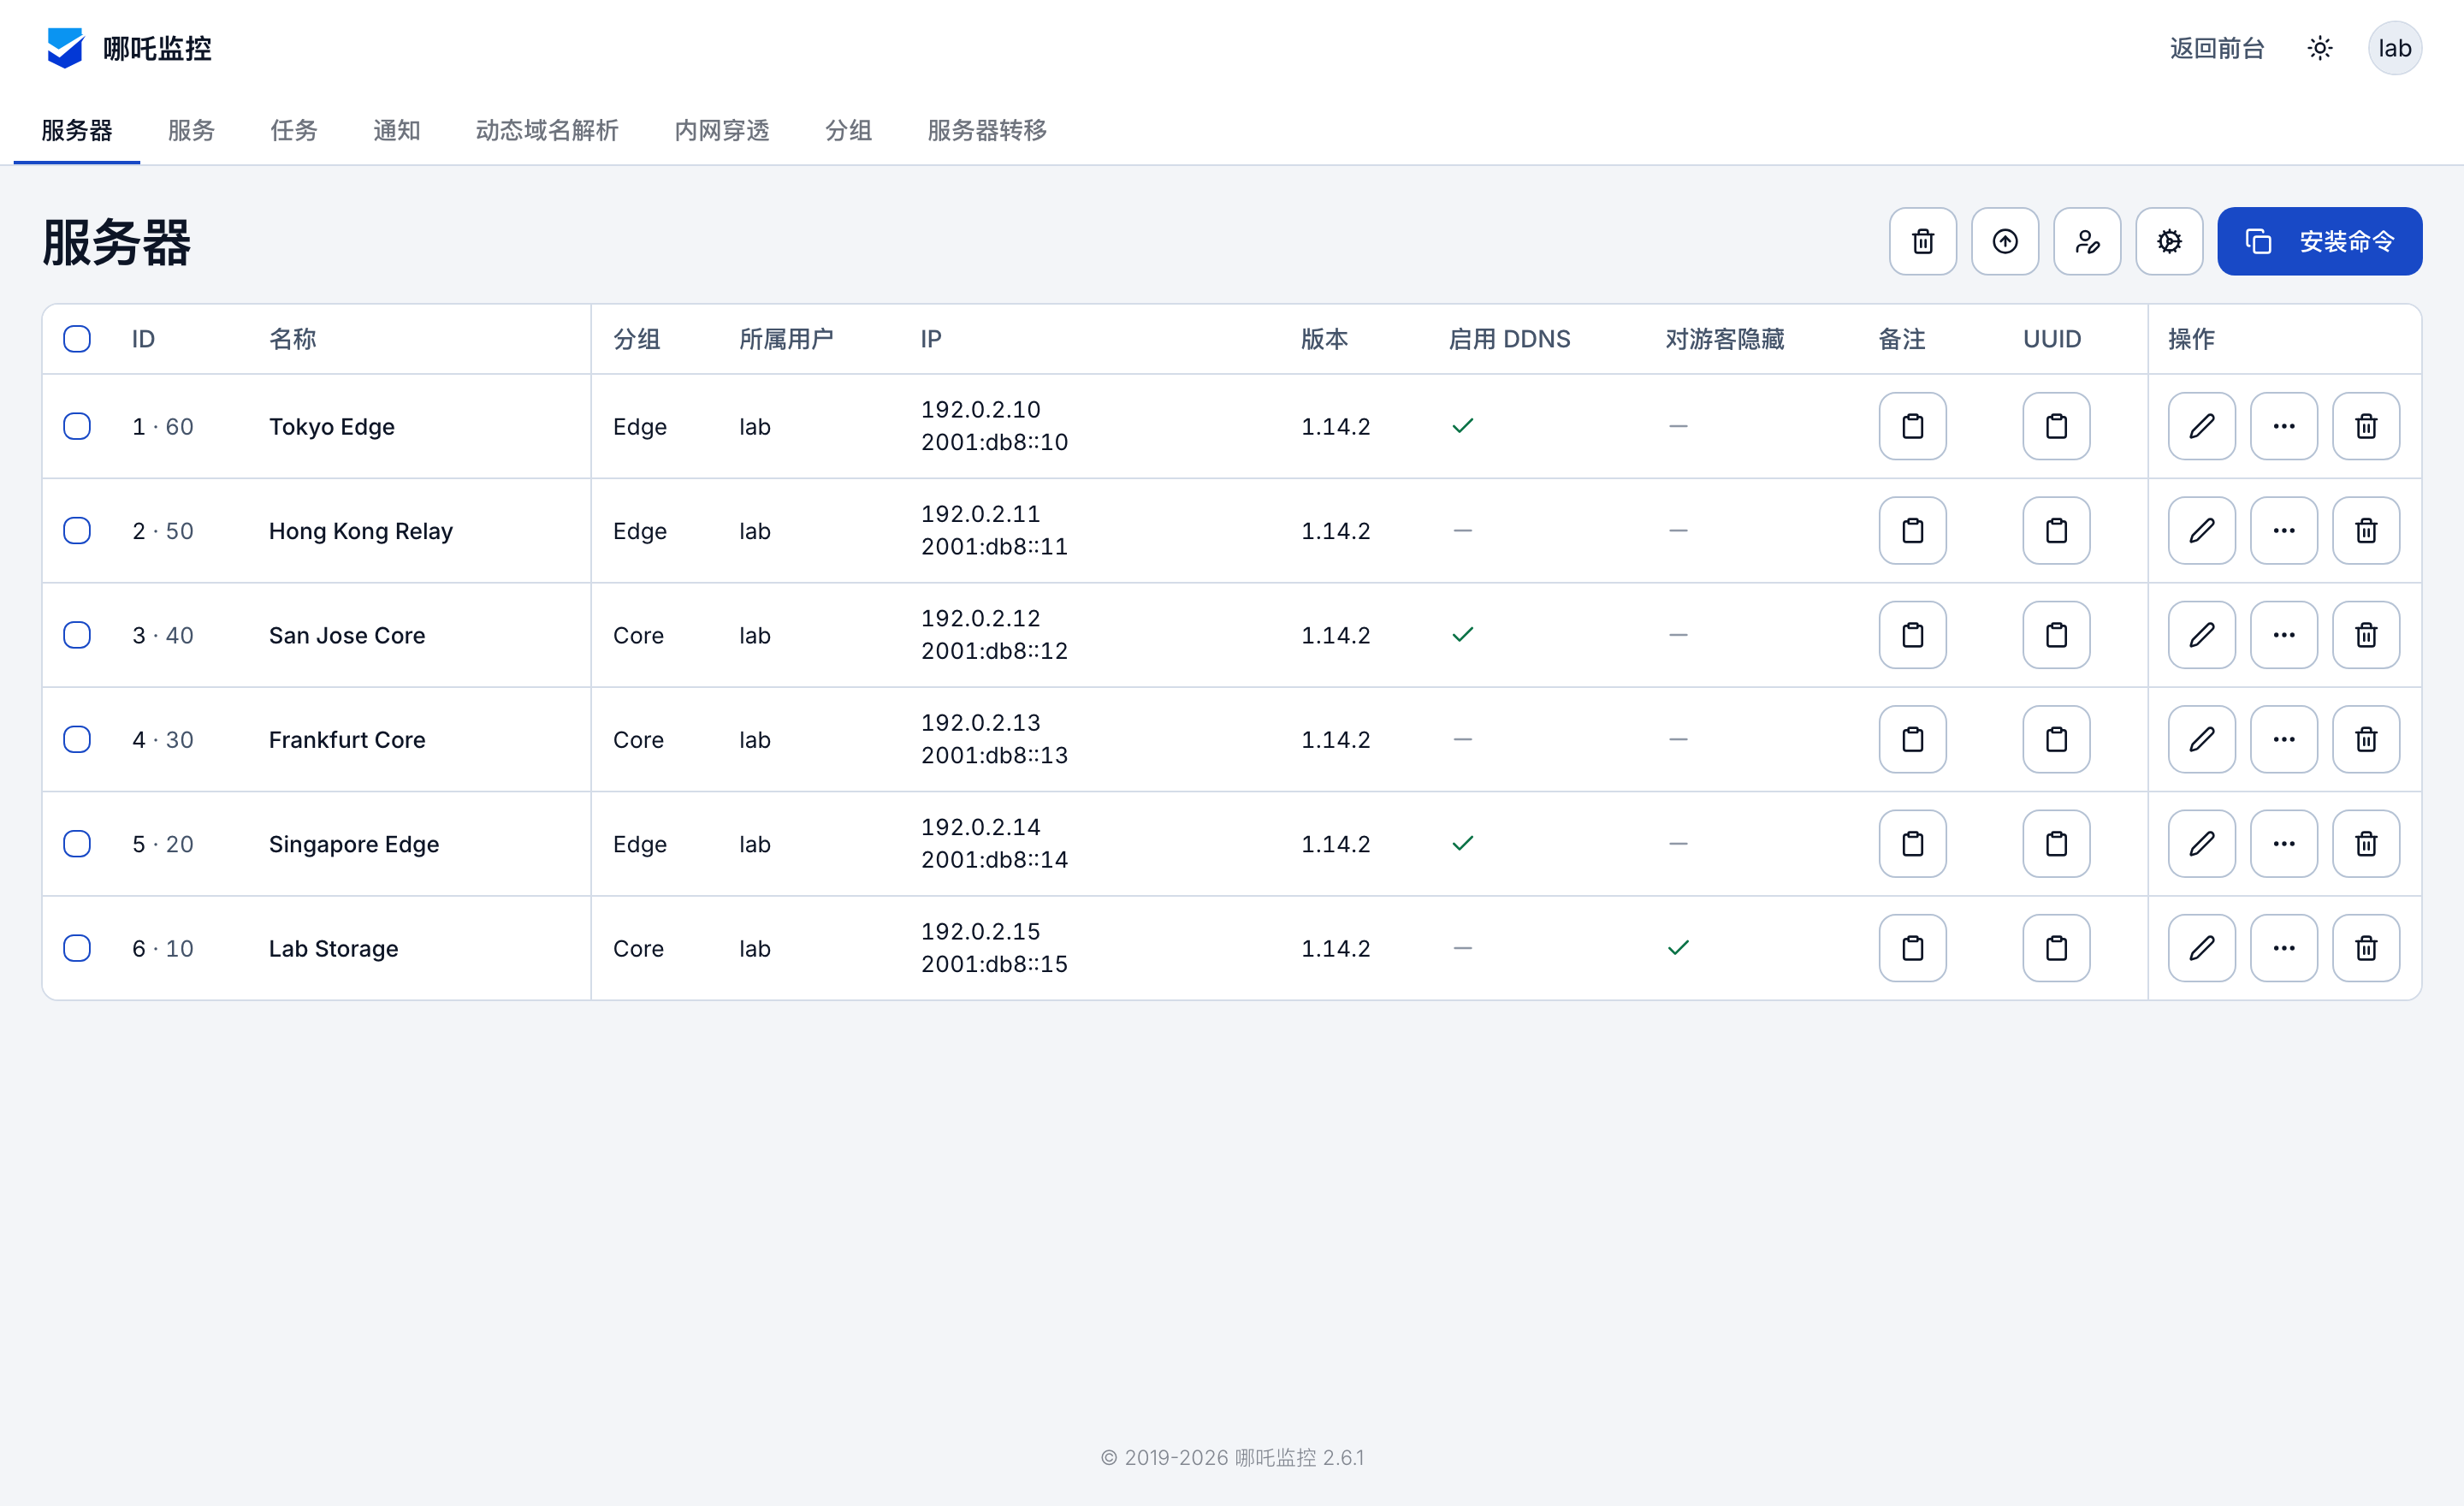 哪吒监控
返回前台
lab
服务器 服务 任务 通知 动态域名解析 内网穿透 分组 服务器转移
服务器
安装命令
ID 名称 分组 所属用户 IP 版本 启用 DDNS 对游客隐藏 备注 UUID 操作
1 · 60 Tokyo Edge Edge lab 192.0.2.10 1.14.2
2001:db8::10
2 · 50 Hong Kong Relay Edge lab 192.0.2.11 1.14.2
2001:db8::11
3 · 40 San Jose Core Core lab 192.0.2.12 1.14.2
2001:db8::12
4 · 30 Frankfurt Core Core lab 192.0.2.13 1.14.2
2001:db8::13
5 · 20 Singapore Edge Edge lab 192.0.2.14 1.14.2
2001:db8::14
6 · 10 Lab Storage Core lab 192.0.2.15 1.14.2
2001:db8::15
© 2019-2026 哪吒监控 2.6.1